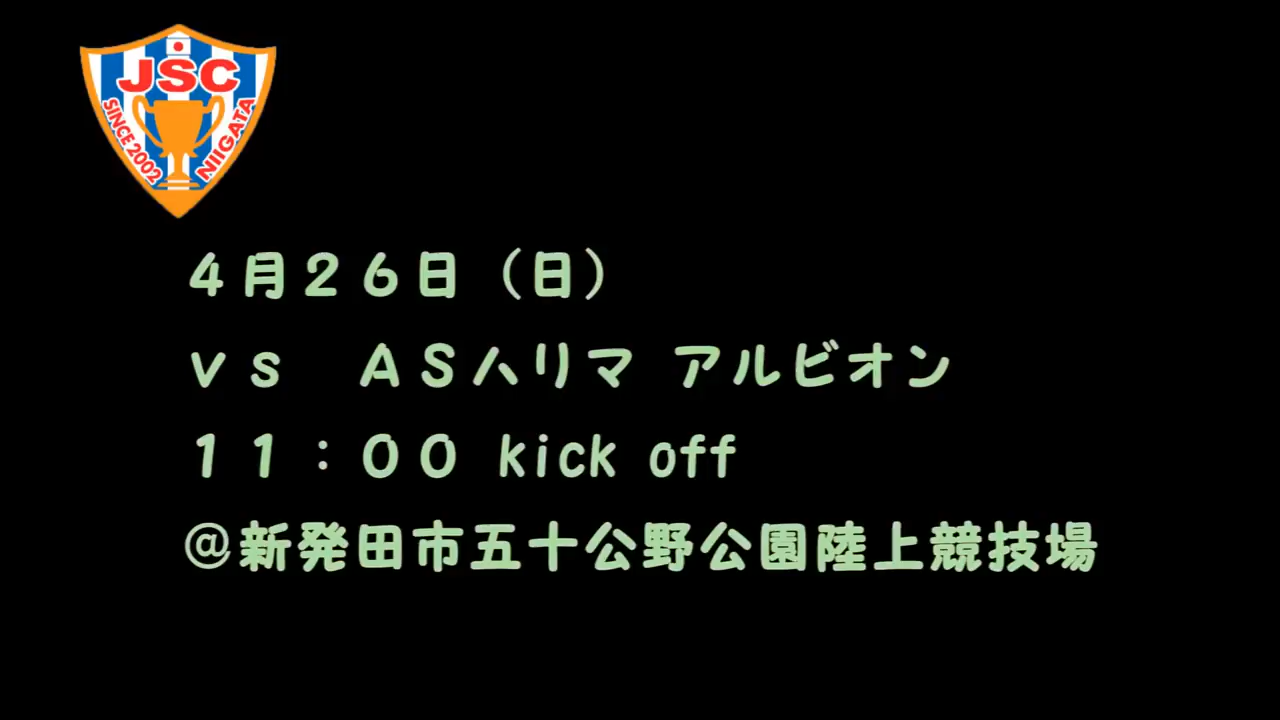 JSC
SINCE 2002
NIIGATA
４月２６日（日）
ｖｓ　ＡＳハリマ アルビオン
１１：００ kick off
＠新発田市五十公野公園陸上競技場